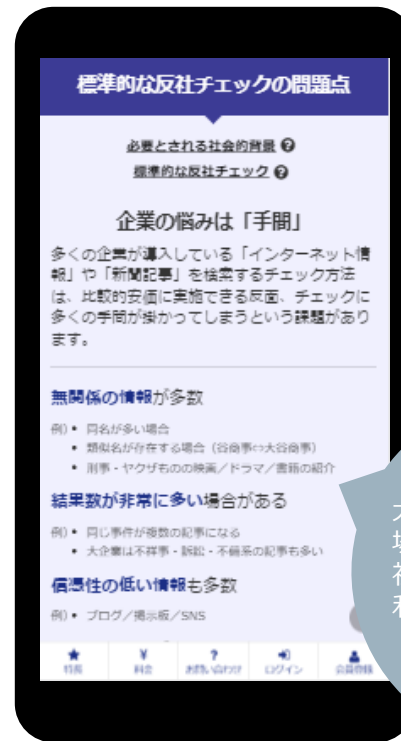 標準的な反社チェックの問題点
必要とされる社会的背景 ?
標準的な反社チェック ?
企業の悩みは「手間」
多くの企業が導入している「インターネット情
報」や「新聞記事」を検索するチェック方法
は、比較的安価に実施できる反面、チェックに
多くの手間が掛かってしまうという課題があり
ます。
無関係の情報が多数
例) • 同名が多い場合
• 類似名が存在する場合(谷商事⇔大谷商事)
• 刑事・ヤクザものの映画/ドラマ/書籍の紹介
結果数が非常に多い場合がある
例) • 同じ事件が複数の記事になる
• 大企業は不祥事・訴訟・不倫系の記事も多い
信憑性の低い情報も多数
例) • ブログ/掲示板/SNS
特長 料金 お問い合わせ ログイン 会員登録